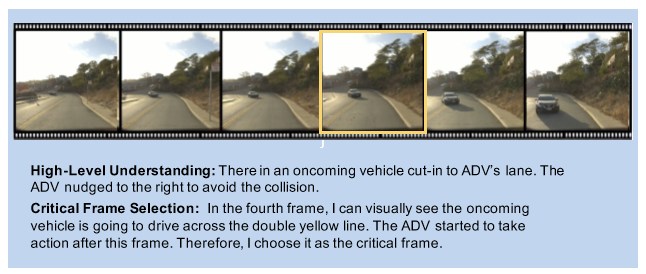 High-Level Understanding: There in an oncoming vehicle cut-in to ADV's lane. The
ADV nudged to the right to avoid the collision.
Critical Frame Selection: In the fourth frame, I can visually see the oncoming
vehicle is going to drive across the double yellow line. The ADV started to take
action after this frame. Therefore, I choose it as the critical frame.